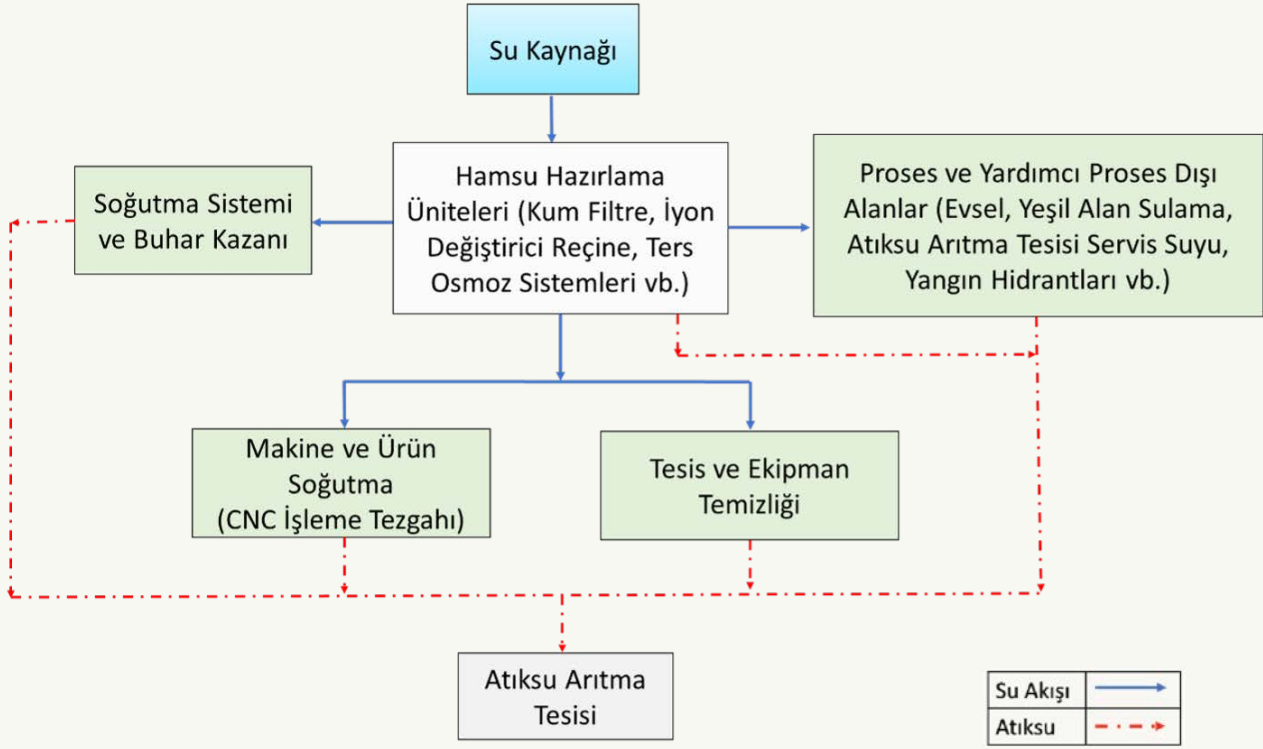 Su Kaynağı
Hamsu Hazırlama
Üniteleri (Kum Filtre, İyon
Değiştirici Reçine, Ters
Osmoz Sistemleri vb.)
Soğutma Sistemi
ve Buhar Kazanı
Proses ve Yardımcı Proses Dışı
Alanlar (Evsel, Yeşil Alan Sulama,
Atıksu Arıtma Tesisi Servis Suyu,
Yangın Hidrantları vb.)
Makine ve Ürün
Soğutma
(CNC İşleme Tezgahı)
Tesis ve Ekipman
Temizliği
Atıksu Arıtma
Tesisi
Su Akışı
Atıksu